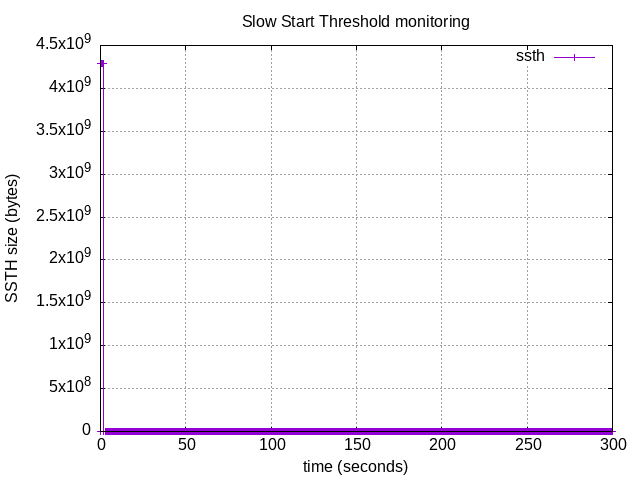 Slow Start Threshold monitoring
ssth
4.5x10⁹
4x10⁹
3.5x10⁹
3x10⁹
2.5x10⁹
2x10⁹
1.5x10⁹
1x10⁹
5x10⁸
0
SSTH size (bytes)
0 50 100 150 200 250 300
time (seconds)